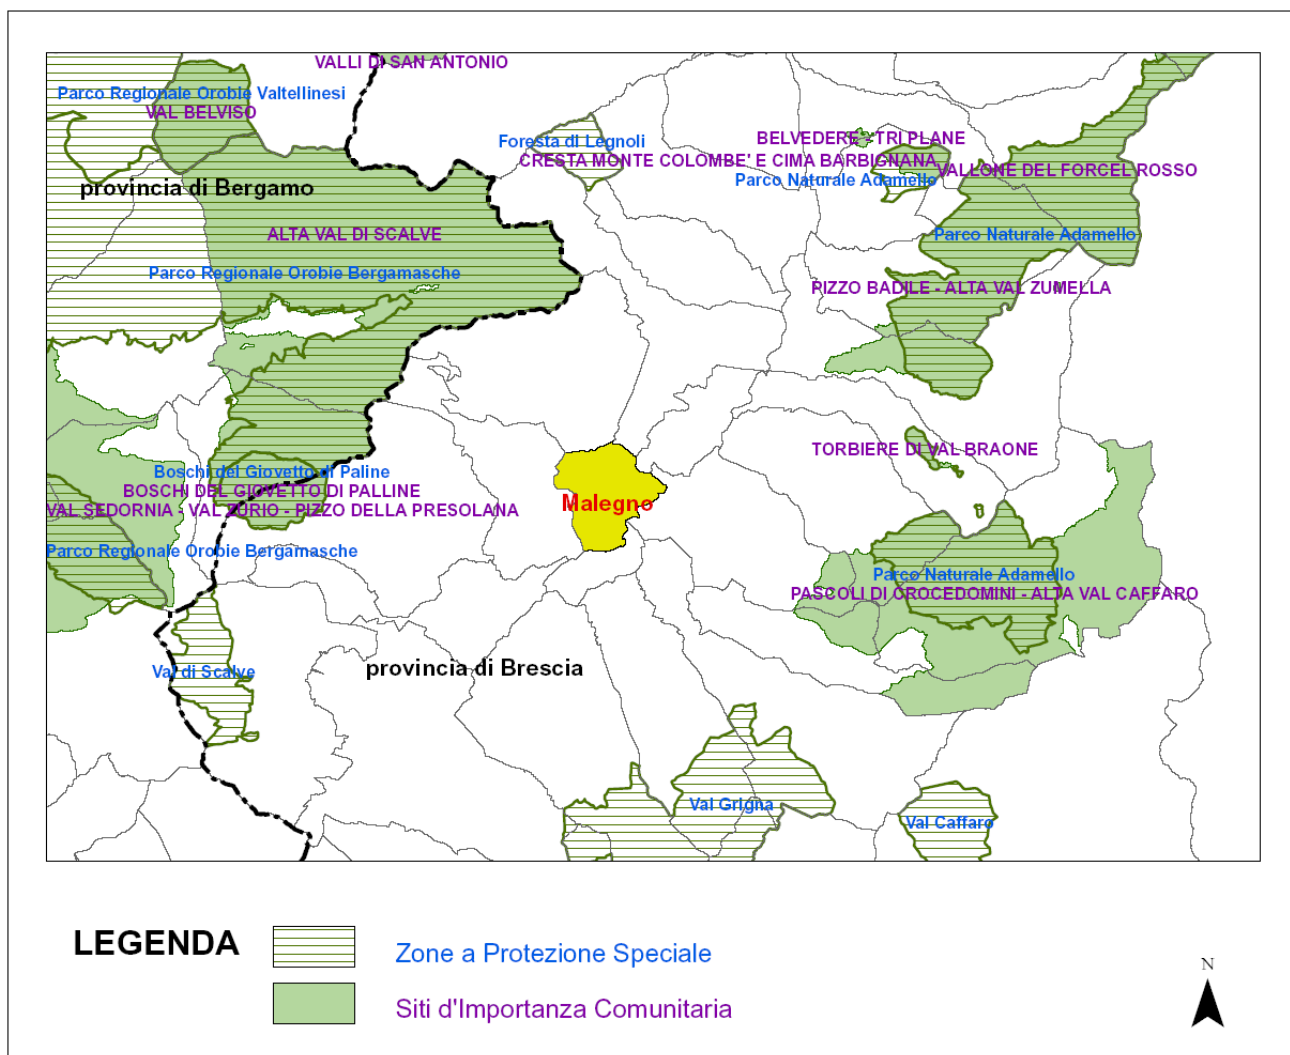 VALLI DI SAN ANTONIO
Parco Regionale Orobie Valtellinesi
VAL BELVISO
Foresta dI Legnoli
BELVEDERE - TRI PLANE
CRESTA MONTE COLOMBE' E CIMA BARBIGNANA
VALLONE DEL FORCEL ROSSO
Parco Naturale Adamello
provincia di Bergamo
ALTA VAL DI SCALVE
Parco Naturale Adamello
Parco Regionale Orobie Bergamasche
PIZZO BADILE - ALTA VAL ZUMELLA
TORBIERE DI VAL BRAONE
Boschi del Giovetto di Paline
BOSCHI DEL GIOVETTO DI PALLINE
Malegno
VAL SEDORNIA - VAL ZURIO - PIZZO DELLA PRESOLANA
Parco Regionale Orobie Bergamasche
Parco Naturale Adamello
PASCOLI DI CROCEDOMINI - ALTA VAL CAFFARO
provincia di Brescia
Val di Scalve
Val Grigna
Val Caffaro
LEGENDA
Zone a Protezione Speciale
Siti d'Importanza Comunitaria
N